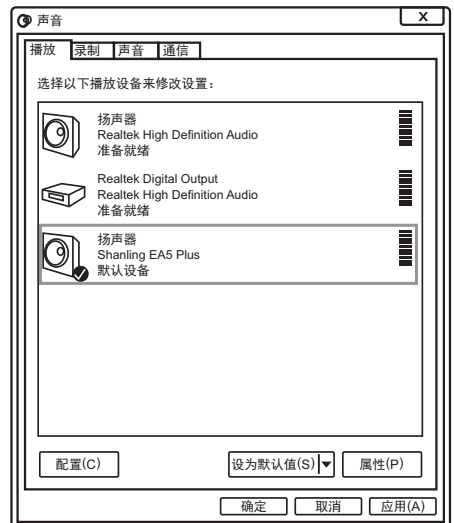 声音
X
播放 录制 声音 通信
选择以下播放设备来修改设置：
扬声器
Realtek High Definition Audio
准备就绪
Realtek Digital Output
Realtek High Definition Audio
准备就绪
扬声器
Shanling EA5 Plus
默认设备
配置(C) 设为默认值(S) 属性(P)
确定 取消 应用(A)